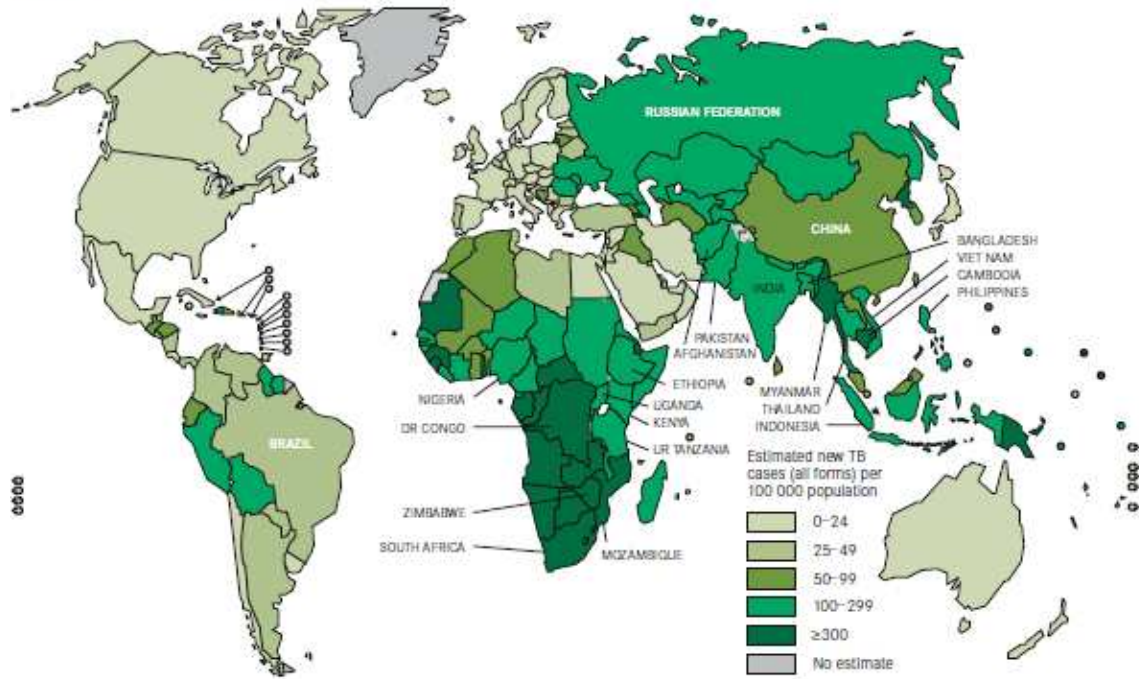 RUSSIAN FEDERATION
CHINA
BANGLADESH
VIET NAM
CAMBODIA
PHILIPPINES
INDIA
PAKISTAN
AFGHANISTAN
ETHIOPIA
NIGERIA
UGANDA
KENYA
DR CONGO
UR TANZANIA
MYANMAR
THAILAND
INDONESIA
BRAZIL
ZIMBABWE
SOUTH AFRICA
MOZAMBIQUE
Estimated new TB
cases (all forms) per
100 000 population
0–24
25–49
50–99
100–299
≥300
No estimate